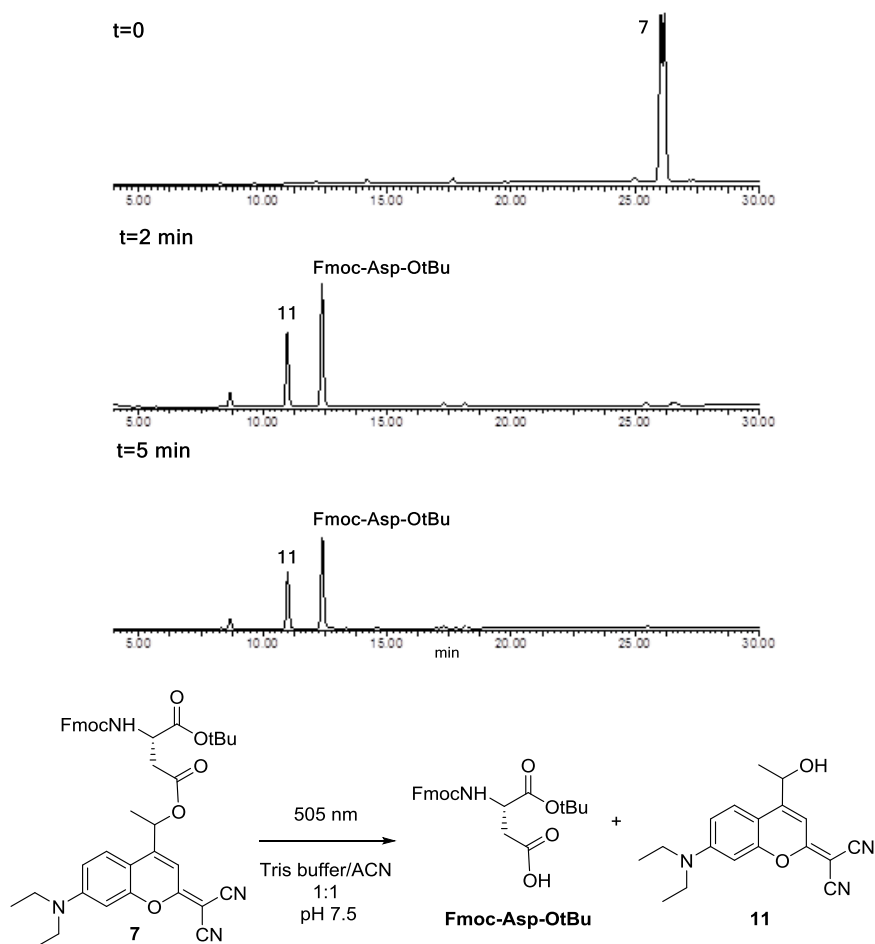 t=0
7
5.00 10.00 15.00 20.00 25.00 30.00
t=2 min
Fmoc-Asp-OtBu
11
5.00 10.00 15.00 20.00 25.00 30.00
t=5 min
Fmoc-Asp-OtBu
11
5.00 10.00 15.00 20.00 25.00 30.00
min
O
FmocHN
OtBu
O
O
N
O
CN
CN
7
505 nm
Tris buffer/ACN
1:1
pH 7.5
O
FmocHN
OtBu
O
OH
Fmoc-Asp-OtBu
+
OH
N
O
CN
CN
11